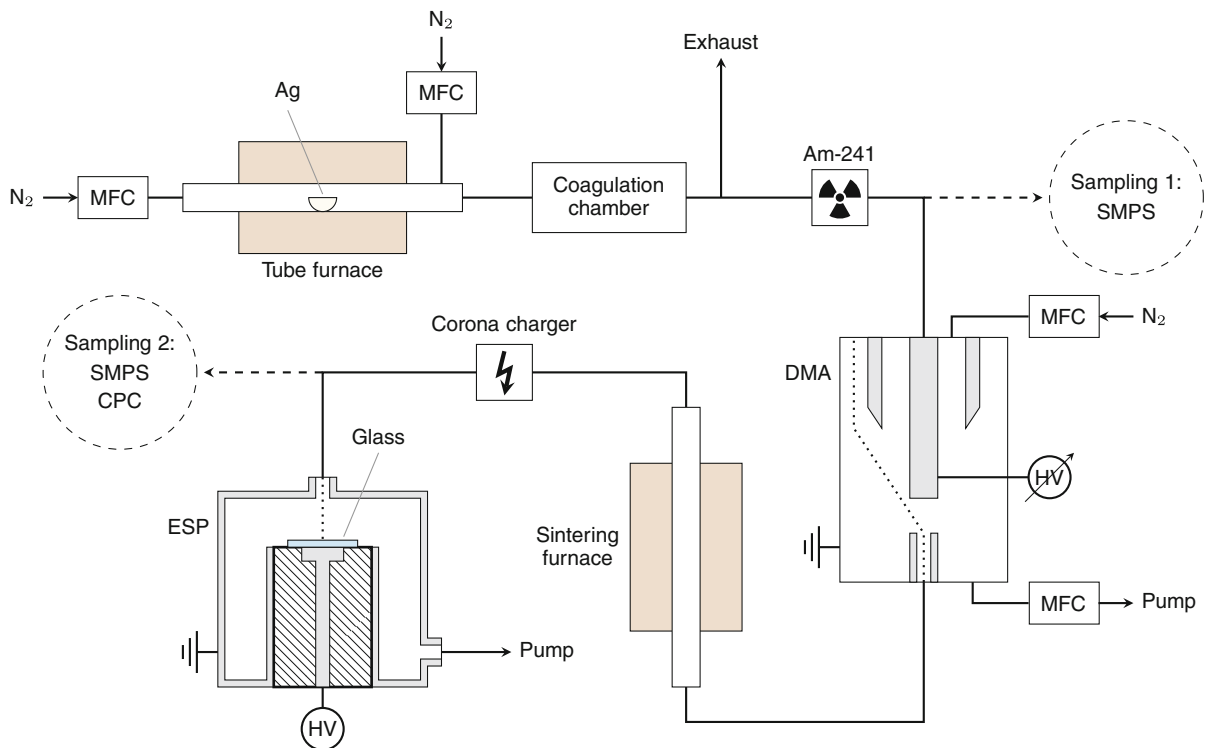 N₂
MFC
Exhaust
Ag
Am-241
Sampling 1:
SMPS
N₂
MFC
Coagulation
chamber
Tube furnace
Corona charger
MFC
N₂
Sampling 2:
SMPS
CPC
DMA
Glass
HV
ESP
Sintering
furnace
MFC
Pump
Pump
HV